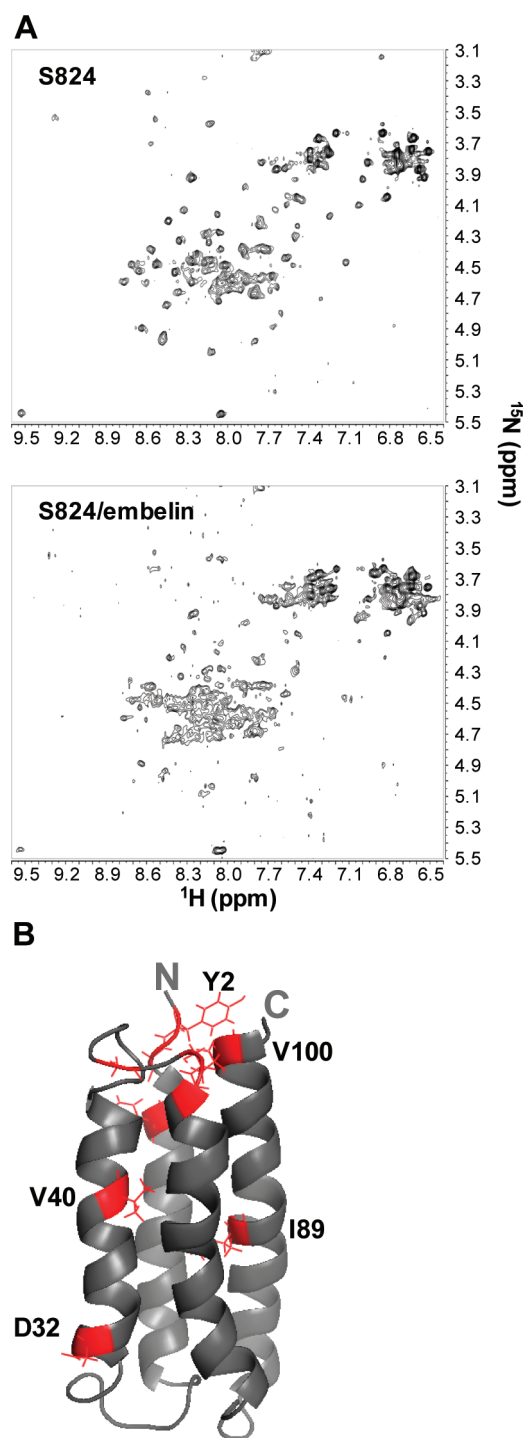 A
S824
3.1
3.3
3.5
3.7
3.9
4.1
4.3
4.5
4.7
4.9
5.1
5.3
5.5
9.5 9.2 8.9 8.6 8.3 8.0 7.7 7.4 7.1 6.8 6.5
15N (ppm)
S824/embelin
3.1
3.3
3.5
3.7
3.9
4.1
4.3
4.5
4.7
4.9
5.1
5.3
5.5
9.5 9.2 8.9 8.6 8.3 8.0 7.7 7.4 7.1 6.8 6.5
1H (ppm)
B
N
Y2
C
V100
V40
I89
D32